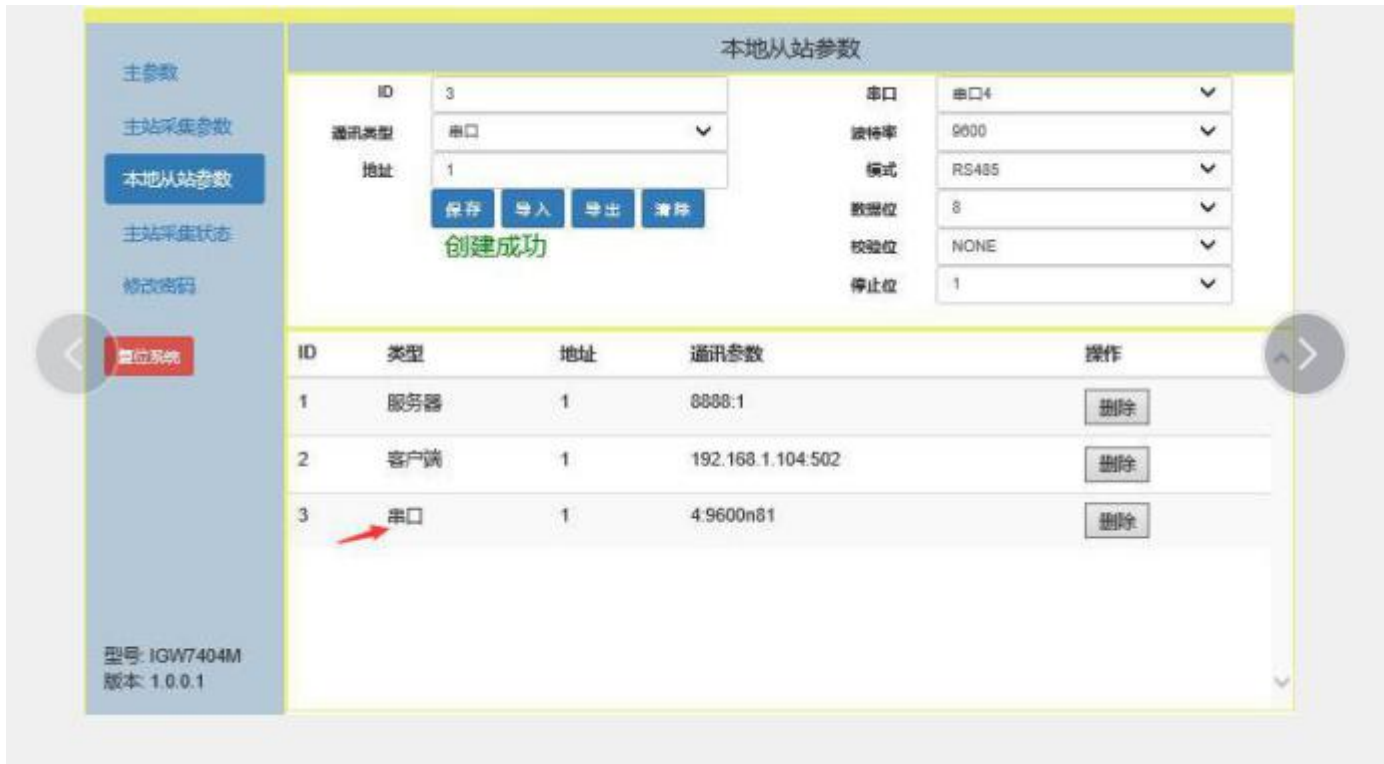 本地从站参数
主参数
主站采集参数
本地从站参数
主站采集状态
修改密码
复位系统
型号: IGW7404M
版本: 1.0.0.1
ID 3 串口 串口4
通讯类型 串口 波特率 9600
地址 1 模式 RS485
保存 导入 导出 清除 数据位 8
创建成功 校验位 NONE
停止位 1
ID 类型 地址 通讯参数 操作
1 服务器 1 8888:1 删除
2 客户端 1 192.168.1.104:502 删除
3 串口 1 4:9600n81 删除